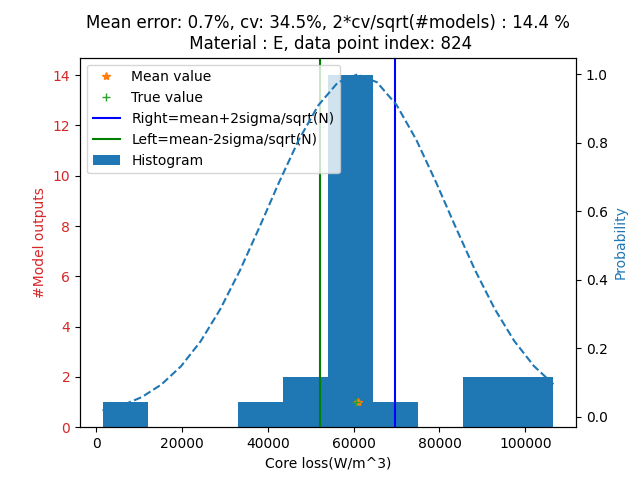 Mean error: 0.7%, cv: 34.5%, 2*cv/sqrt(#models) : 14.4 %
Material : E, data point index: 824
Mean value
True value
Right=mean+2sigma/sqrt(N)
Left=mean-2sigma/sqrt(N)
Histogram
14
12
10
8
6
4
2
0
#Model outputs
1.0
0.8
0.6
0.4
0.2
0.0
Probability
0
20000
40000
60000
80000
100000
Core loss(W/m^3)